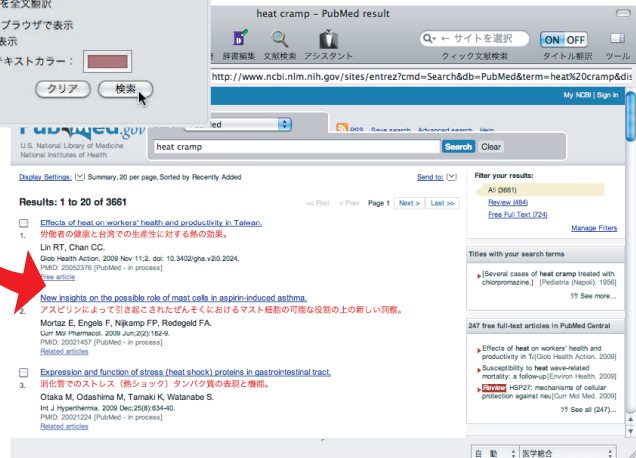 を全文翻訳
ブラウザで表示
表示
キストカラー：
クリア 検索
heat cramp – PubMed result
Q- ← サイトを選択 ON OFF
辞書編集 文献検索 アシスタント クイック文献検索 タイトル翻訳 ツール
http://www.ncbi.nlm.nih.gov/sites/entrez?cmd=Search&db=PubMed&term=heat%20cramp&dis
My NCBI | Sign In
.gov
U.S. National Library of Medicine
National Institutes of Health
RSS Save search Advanced search Help
heat cramp Search Clear
Display Settings: Summary, 20 per page, Sorted by Recently Added Send to:
Results: 1 to 20 of 3661
<< First < Prev Page 1 Next > Last >>
1. Effects of heat on workers' health and productivity in Taiwan.
労働者の健康と台湾での生産性に対する熱の効果。
Lin RT, Chan CC.
Glob Health Action. 2009 Nov 11;2. doi: 10.3402/gha.v2i0.2024.
PMID: 20052376 [PubMed - in process]
Free article
2. New insights on the possible role of mast cells in aspirin-induced asthma.
アスピリンによって引き起こされたぜんそくにおけるマスト細胞の可能な役割の上の新しい洞察。
Mortaz E, Engels F, Nijkamp FP, Redegeld FA.
Curr Mol Pharmacol. 2009 Jun;2(2):182-9.
PMID: 20021457 [PubMed - in process]
Related articles
3. Expression and function of stress (heat shock) proteins in gastrointestinal tract.
消化管でのストレス（熱ショック）タンパク質の表現と機能。
Otaka M, Odashima M, Tamaki K, Watanabe S.
Int J Hyperthermia. 2009 Dec;25(8):634-40.
PMID: 20021224 [PubMed - in process]
Related articles
Filter your results:
All (3661)
Review (484)
Free Full Text (724)
Manage Filters
Titles with your search terms
[Several cases of heat cramp treated with
chlorpromazine.] [Pediatria (Napoli). 1956]
See more...
247 free full-text articles in PubMed Central
Effects of heat on workers' health and
productivity in Ta[Glob Health Action. 2009]
Susceptibility to heat wave-related
mortality: a follow-up[Environ Health. 2009]
Review HSP27: mechanisms of cellular
protection against neu[Curr Mol Med. 2009]
See all (247)...
自 動 医学総合